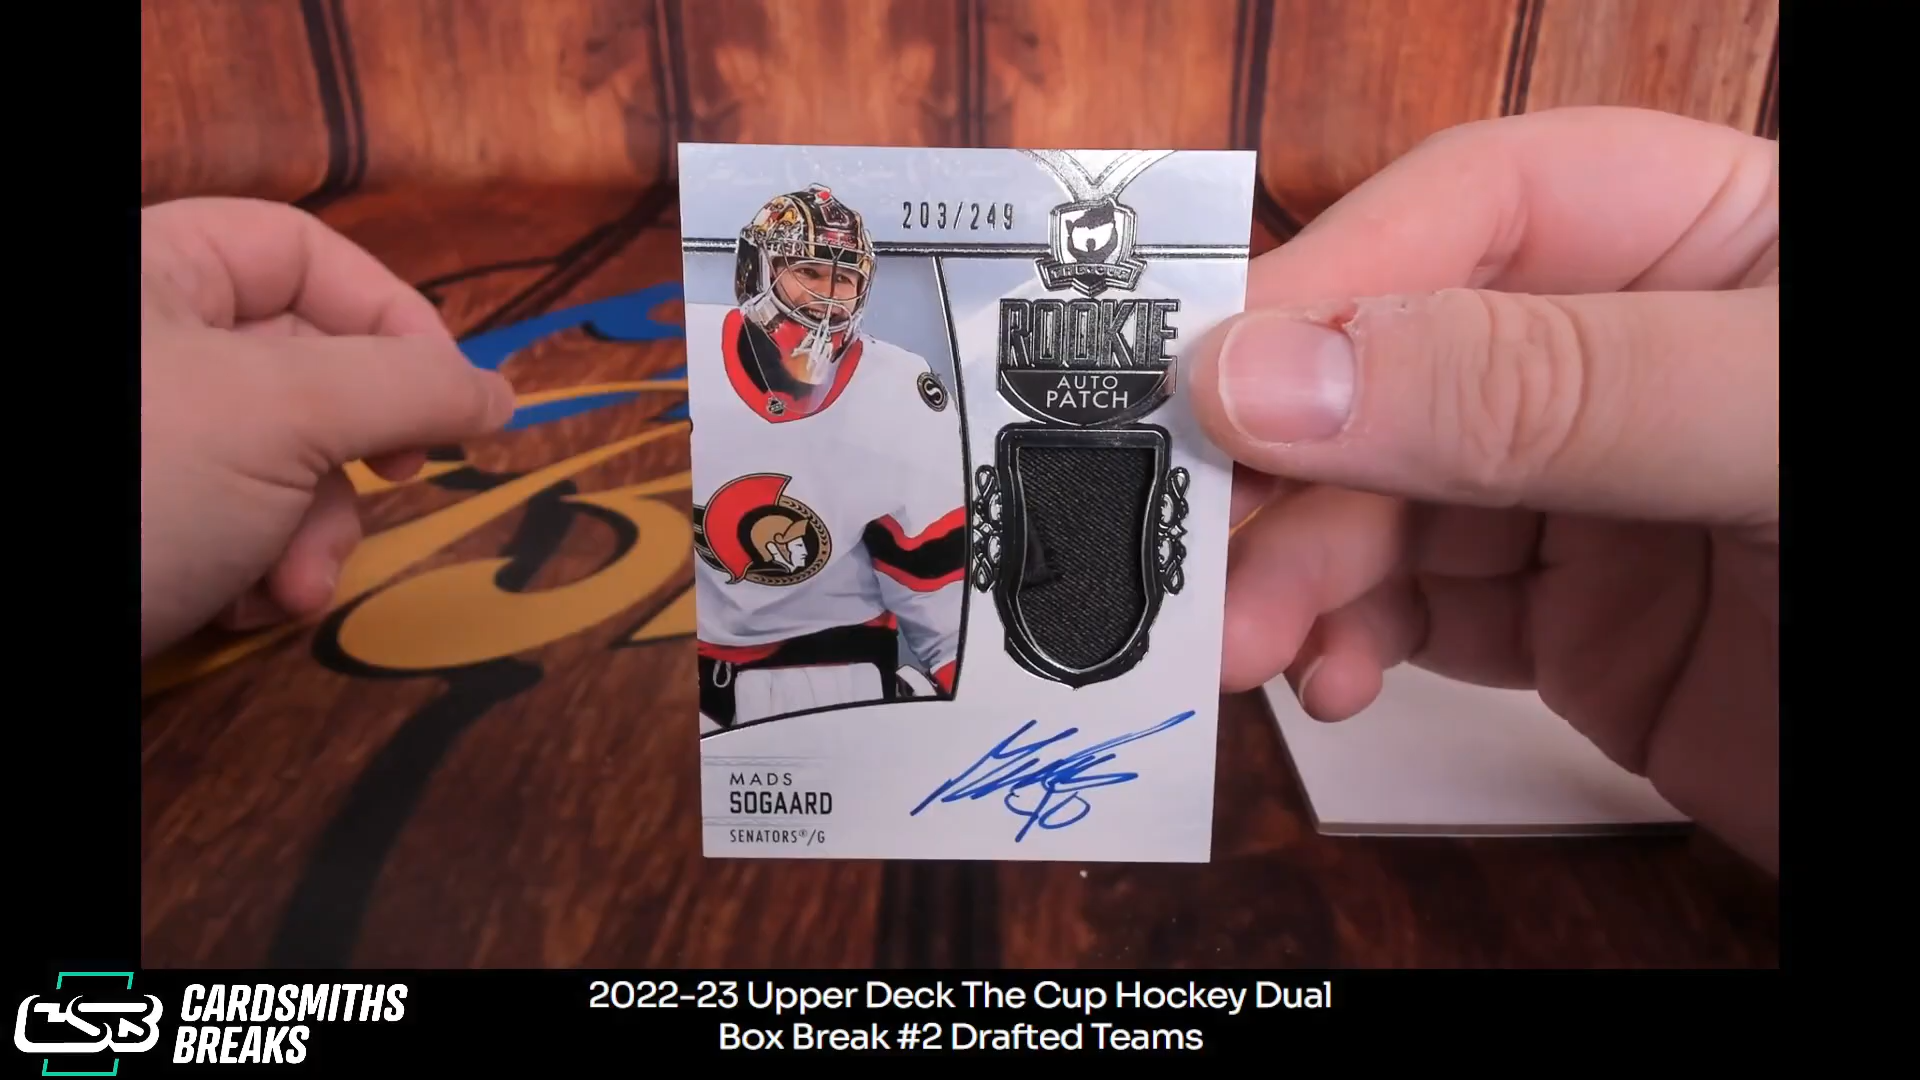 203/249
THE CUP
ROOKIE
AUTO
PATCH
MADS
SOGAARD
SENATORS®/G
CSB
CARDSMITHS
BREAKS
2022-23 Upper Deck The Cup Hockey Dual
Box Break #2 Drafted Teams